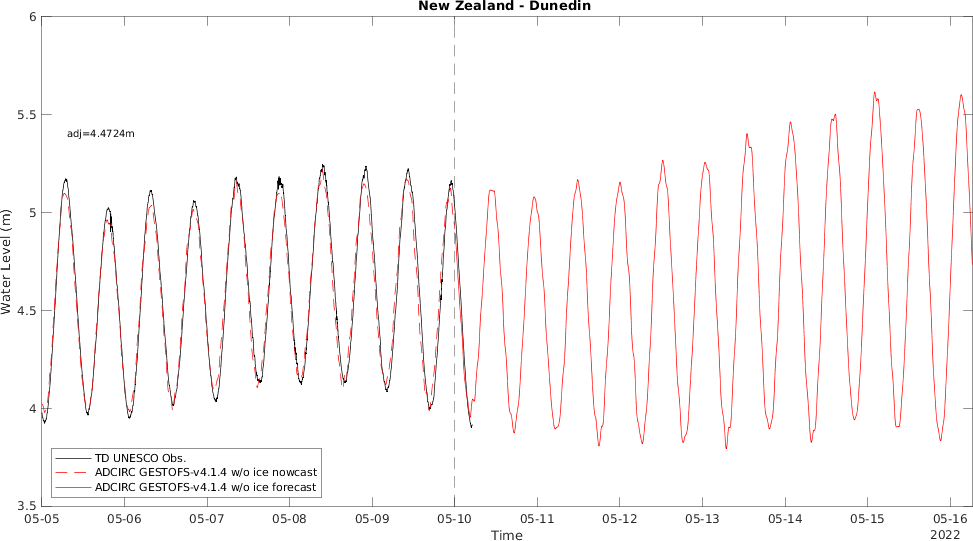 New Zealand - Dunedin
6
5.5
adj=4.4724m
5
Water Level (m)
4.5
4
TD UNESCO Obs.
ADCIRC GESTOFS-v4.1.4 w/o ice nowcast
ADCIRC GESTOFS-v4.1.4 w/o ice forecast
3.5
05-05 05-06 05-07 05-08 05-09 05-10 05-11 05-12 05-13 05-14 05-15 05-16
Time
2022